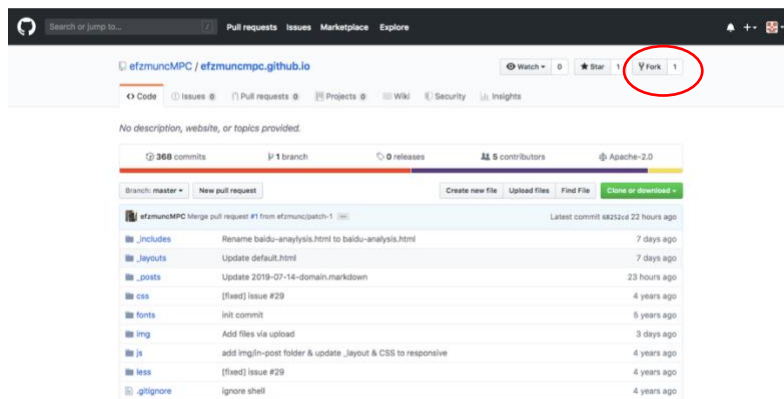 Search or jump to... / Pull requests Issues Marketplace Explore
efzmuncMPC / efzmuncmpc.github.io Watch 0 Star 1 Fork 1
Code Issues 0 Pull requests 0 Projects 0 Wiki Security Insights
No description, website, or topics provided.
368 commits 1 branch 0 releases 5 contributors Apache-2.0
Branch: master New pull request Create new file Upload files Find File Clone or download
efzmuncMPC Merge pull request #1 from efzmunc/patch-1 ... Latest commit 22 hours ago
_includes Rename baidu-anaylysis.html to baidu-analysis.html 7 days ago
_layouts Update default.html 7 days ago
_posts Update 2019-07-14-domain.markdown 23 hours ago
css [fixed] issue #29 4 years ago
fonts init commit 5 years ago
img Add files via upload 3 days ago
js add img/in-post folder & update _layout & CSS to responsive 4 years ago
less [fixed] issue #29 4 years ago
.gitignore ignore shell 4 years ago